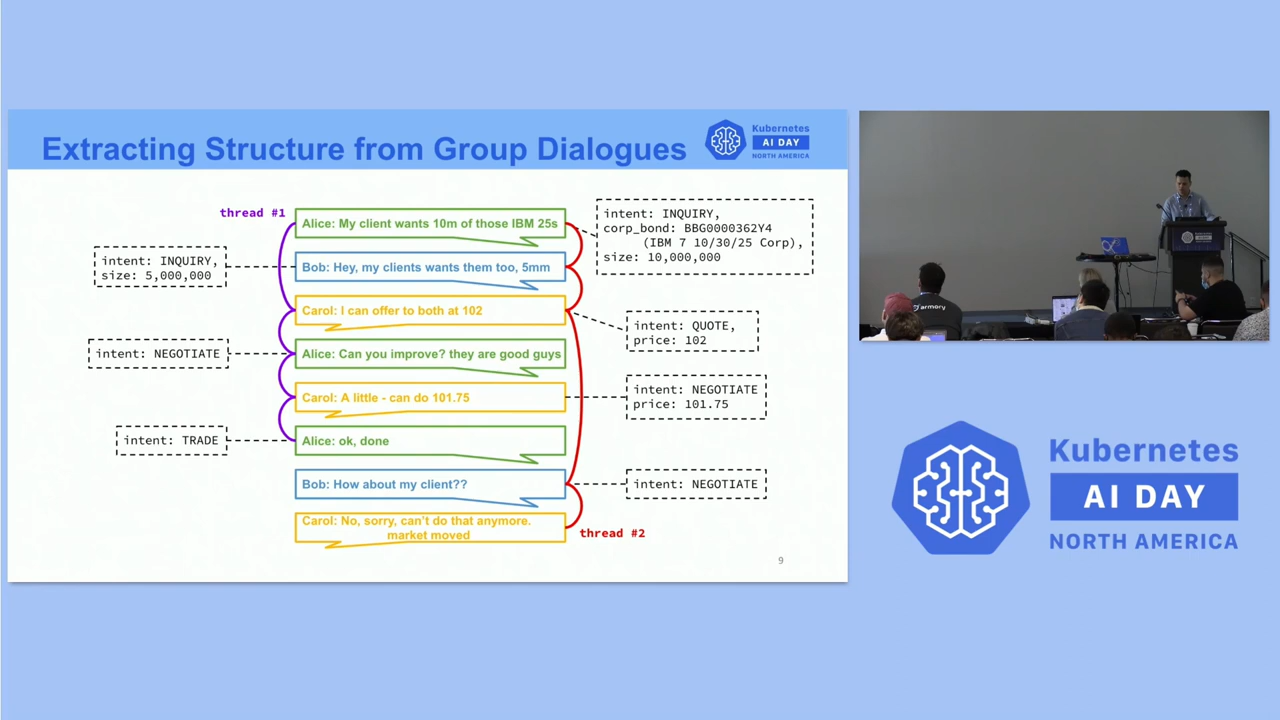 Extracting Structure from Group Dialogues
Kubernetes
AI DAY
NORTH AMERICA
thread #1
Alice: My client wants 10m of those IBM 25s
intent: INQUIRY,
corp_bond: BBG0000362Y4
(IBM 7 10/30/25 Corp),
size: 10,000,000
intent: INQUIRY,
size: 5,000,000
Bob: Hey, my clients wants them too, 5mm
Carol: I can offer to both at 102
intent: QUOTE,
price: 102
intent: NEGOTIATE
Alice: Can you improve? they are good guys
Carol: A little - can do 101.75
intent: NEGOTIATE
price: 101.75
intent: TRADE
Alice: ok, done
Bob: How about my client??
intent: NEGOTIATE
Carol: No, sorry, can't do that anymore.
market moved
thread #2
9
armory
Kubernetes
AI DAY
NORTH AMERICA